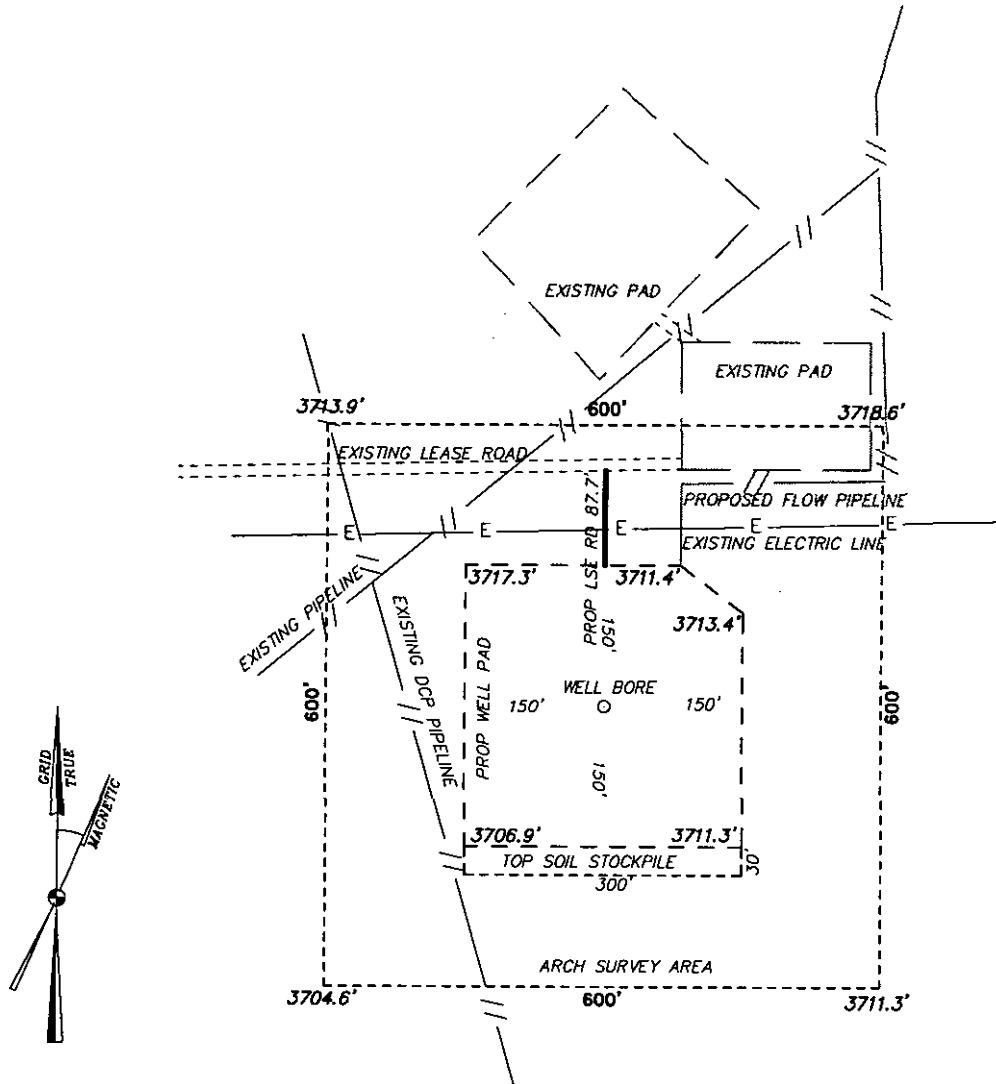 EXISTING PAD
EXISTING PAD
3713.9'
600'
3718.6'
EXISTING LEASE ROAD
PROP LSE RD 87.7'
PROPOSED FLOW PIPELINE
E
E
E
E
E
EXISTING ELECTRIC LINE
3717.3'
3711.4'
EXISTING PIPELINE
EXISTING DCP PIPELINE
3713.4'
150'
PROP WELL PAD
WELL BORE
150'
150'
600'
600'
150'
GRID
TRUE
MAGNETIC
3706.9'
3711.3'
TOP SOIL STOCKPILE
30'
300'
ARCH SURVEY AREA
3704.6'
600'
3711.3'